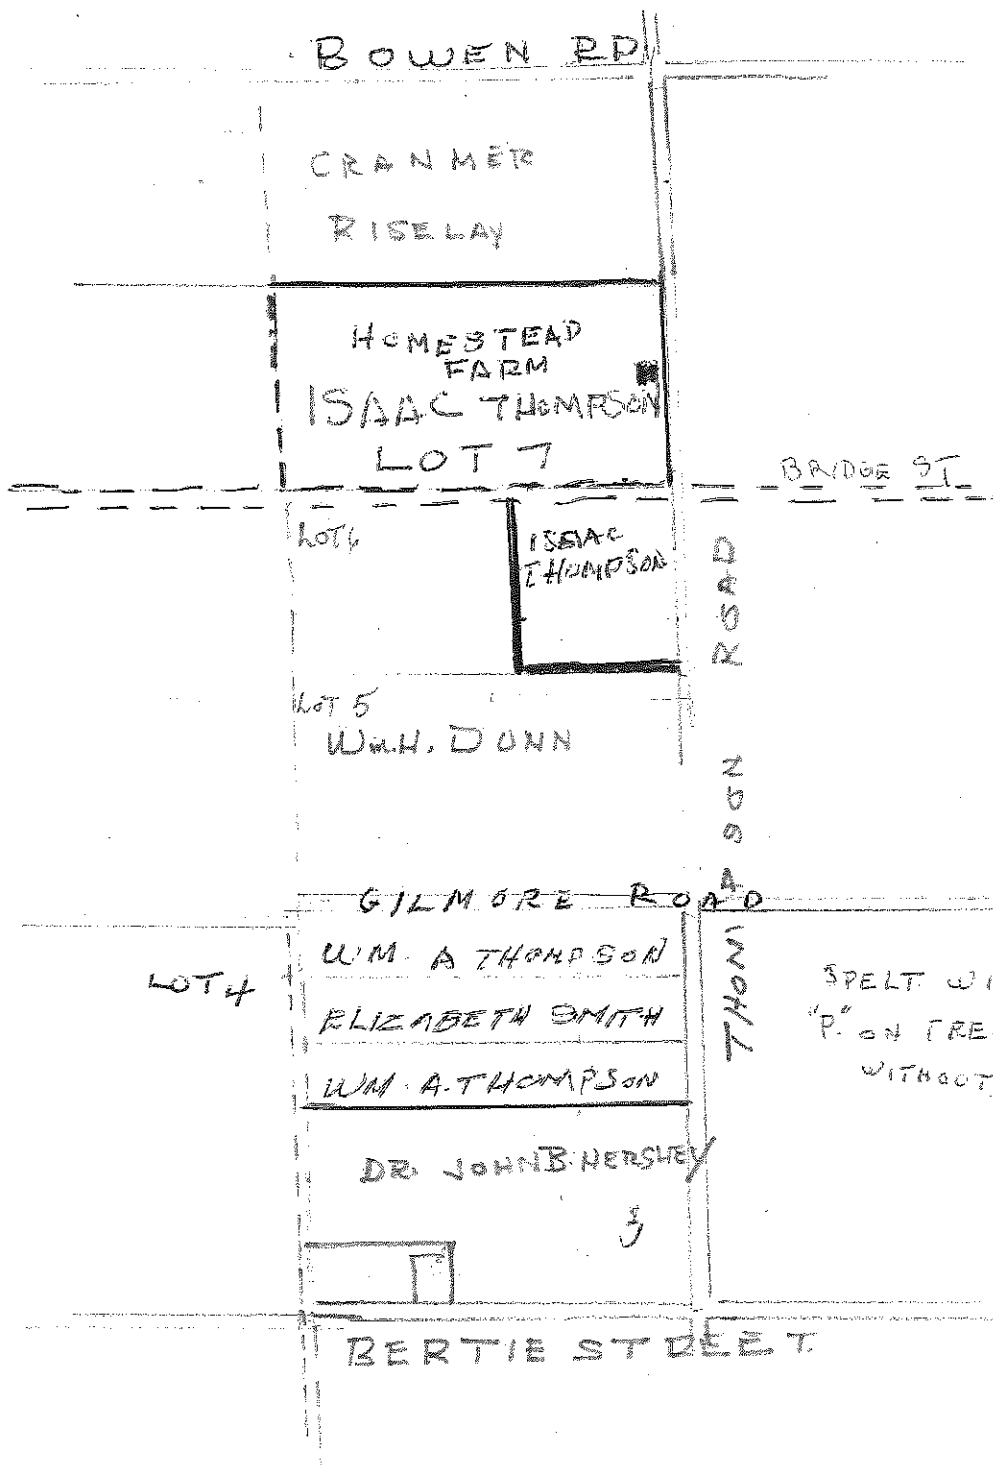 BOWEN RD
CRANMER
RISELAY
HOMESTEAD
FARM
ISAAC THOMPSON
LOT 7
BRIDGE ST.
LOT 6
ISAAC
THOMPSON
LOT 5
WM.H. DUNN
THOMASON ROAD
GILMORE ROAD
WM. A THOMPSON
LOT 4
ELIZABETH SMITH
WM. A. THOMPSON
SPELT WI
"P." ON TRE
WITHOUT
DR. JOHN B. HERSHEY
3
BERTIE STREET.